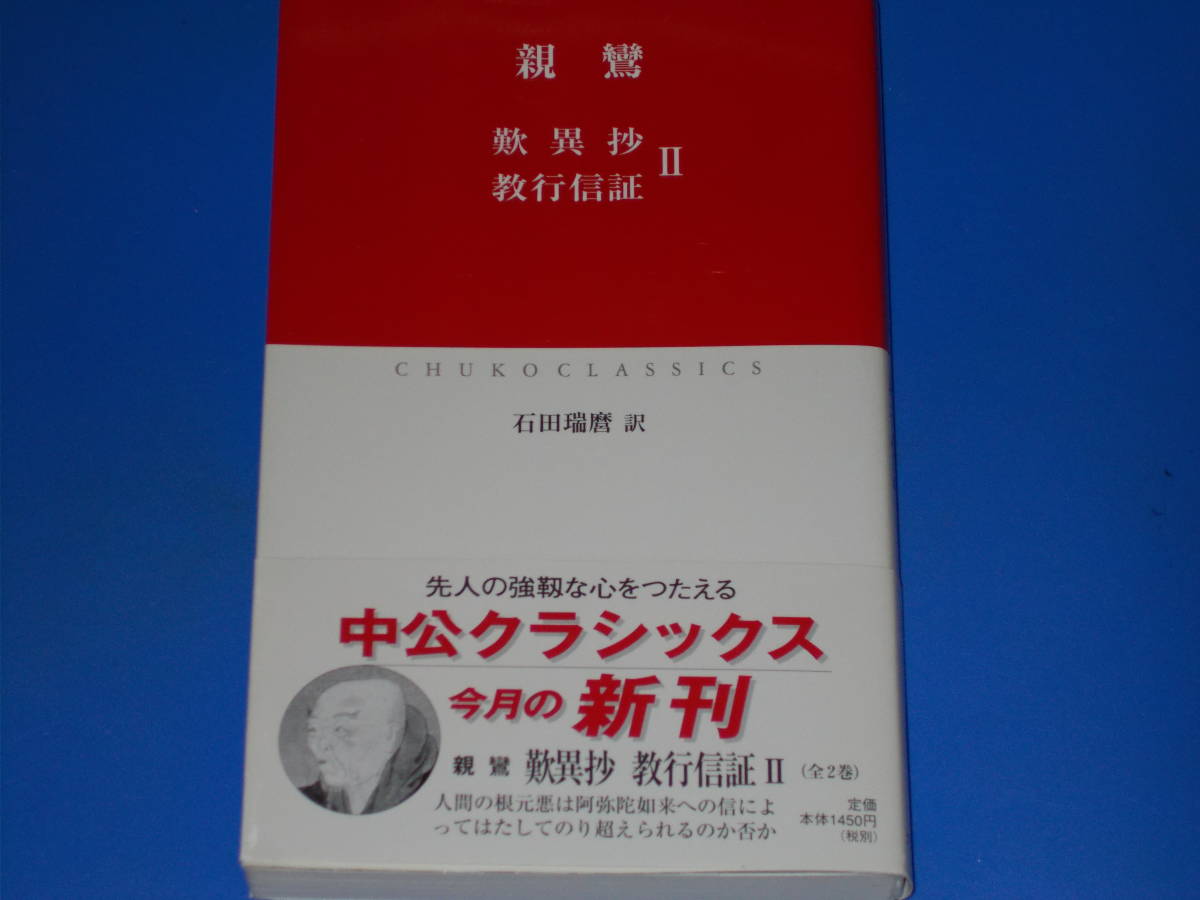 親鸞
歎異抄
教行信証 Ⅱ
CHUKO CLASSICS
石田瑞麿 訳
先人の強靱な心をつたえる
中公クラシックス
今月の 新刊
親鸞 歎異抄 教行信証 Ⅱ (全2巻)
人間の根元悪は阿弥陀如来への信によ
ってはたしてのり超えられるのか否か
定価
本体1450円
(税別)